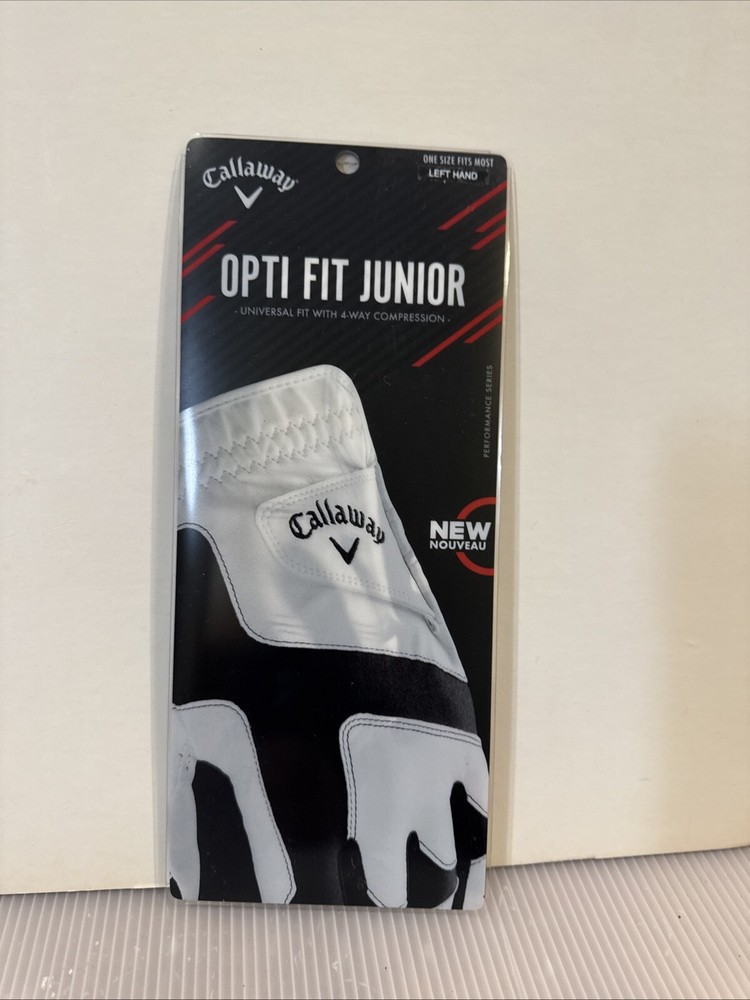 Callaway
ONE SIZE FITS MOST
LEFT HAND
OPTI FIT JUNIOR
- UNIVERSAL FIT WITH 4-WAY COMPRESSION -
PERFORMANCE SERIES
Callaway
NEW
NOUVEAU